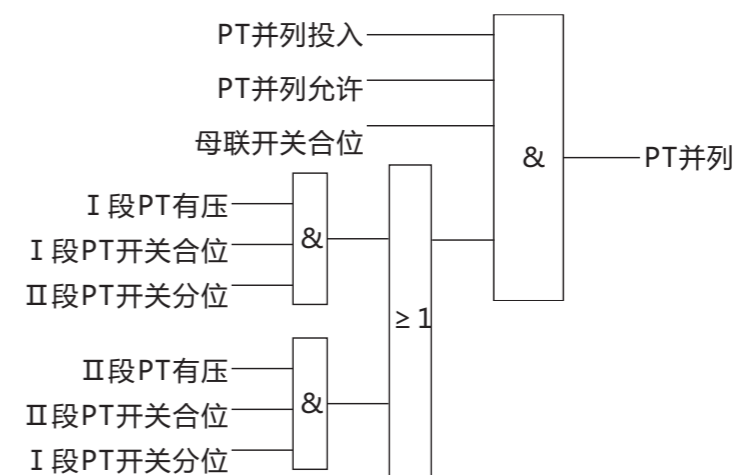 PT并列投入
PT并列允许
母联开关合位
&
PT并列
Ⅰ段PT有压
Ⅰ段PT开关合位
Ⅱ段PT开关分位
&
≥1
Ⅱ段PT有压
Ⅱ段PT开关合位
Ⅰ段PT开关分位
&